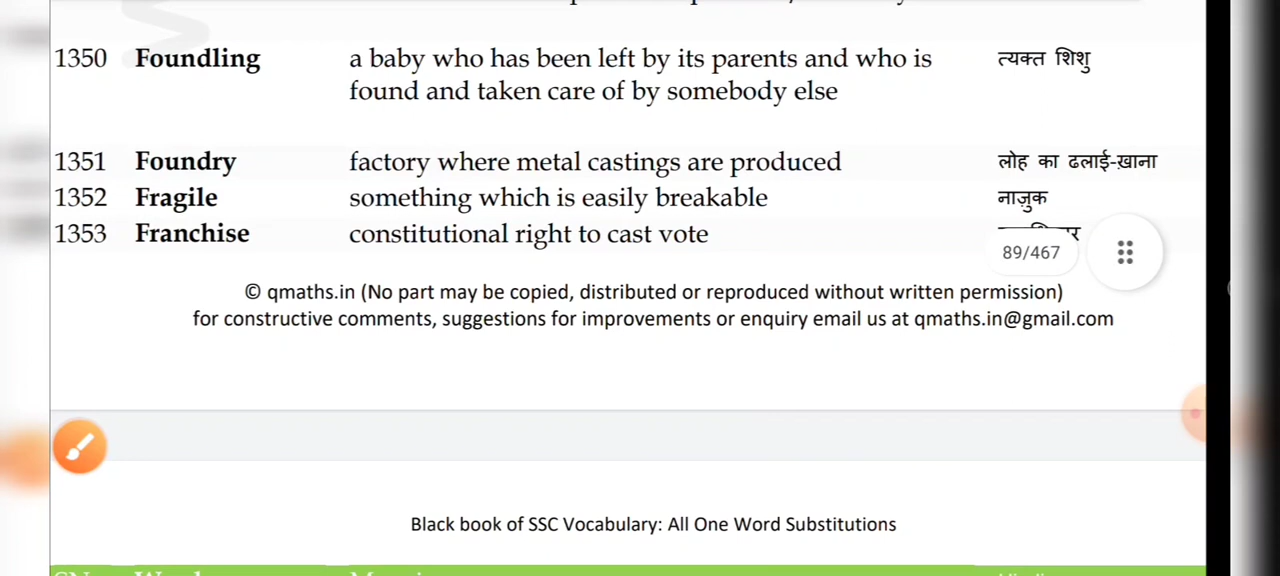 1350 Foundling a baby who has been left by its parents and who is त्यक्त शिशु
found and taken care of by somebody else
1351 Foundry factory where metal castings are produced लोह का ढलाई-ख़ाना
1352 Fragile something which is easily breakable नाज़ुक
1353 Franchise constitutional right to cast vote
89/467
© qmaths.in (No part may be copied, distributed or reproduced without written permission)
for constructive comments, suggestions for improvements or enquiry email us at qmaths.in@gmail.com
Black book of SSC Vocabulary: All One Word Substitutions